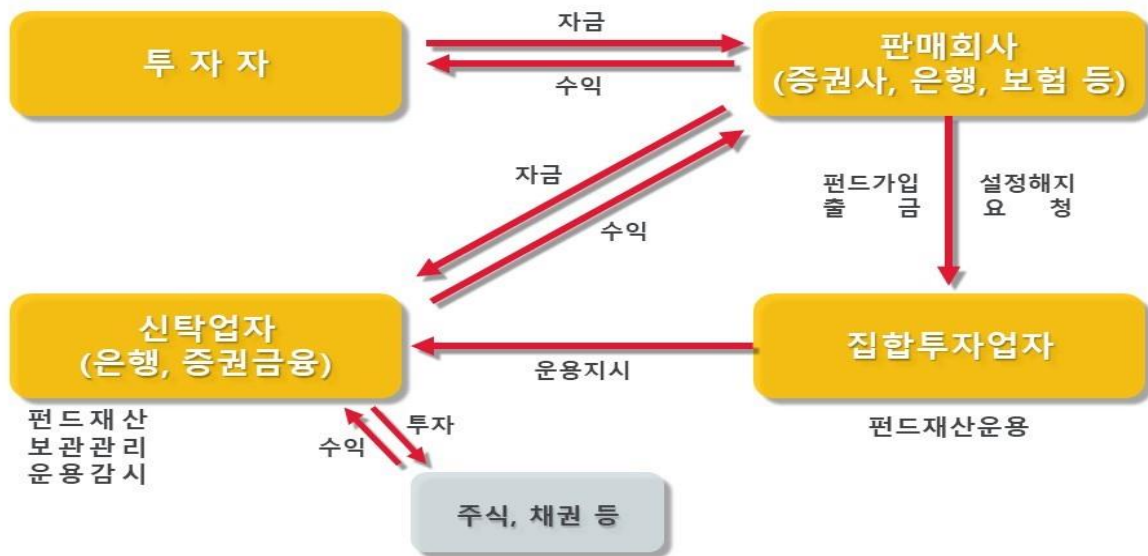 자금
투 자 자
판매회사
(증권사, 은행, 보험 등)
수익
자금
수익
펀드가입
출 금
설정해지
요 청
신탁업자
(은행, 증권금융)
집합투자업자
운용지시
펀드재산
보관관리
운용감시
수익
투자
펀드재산운용
주식, 채권 등